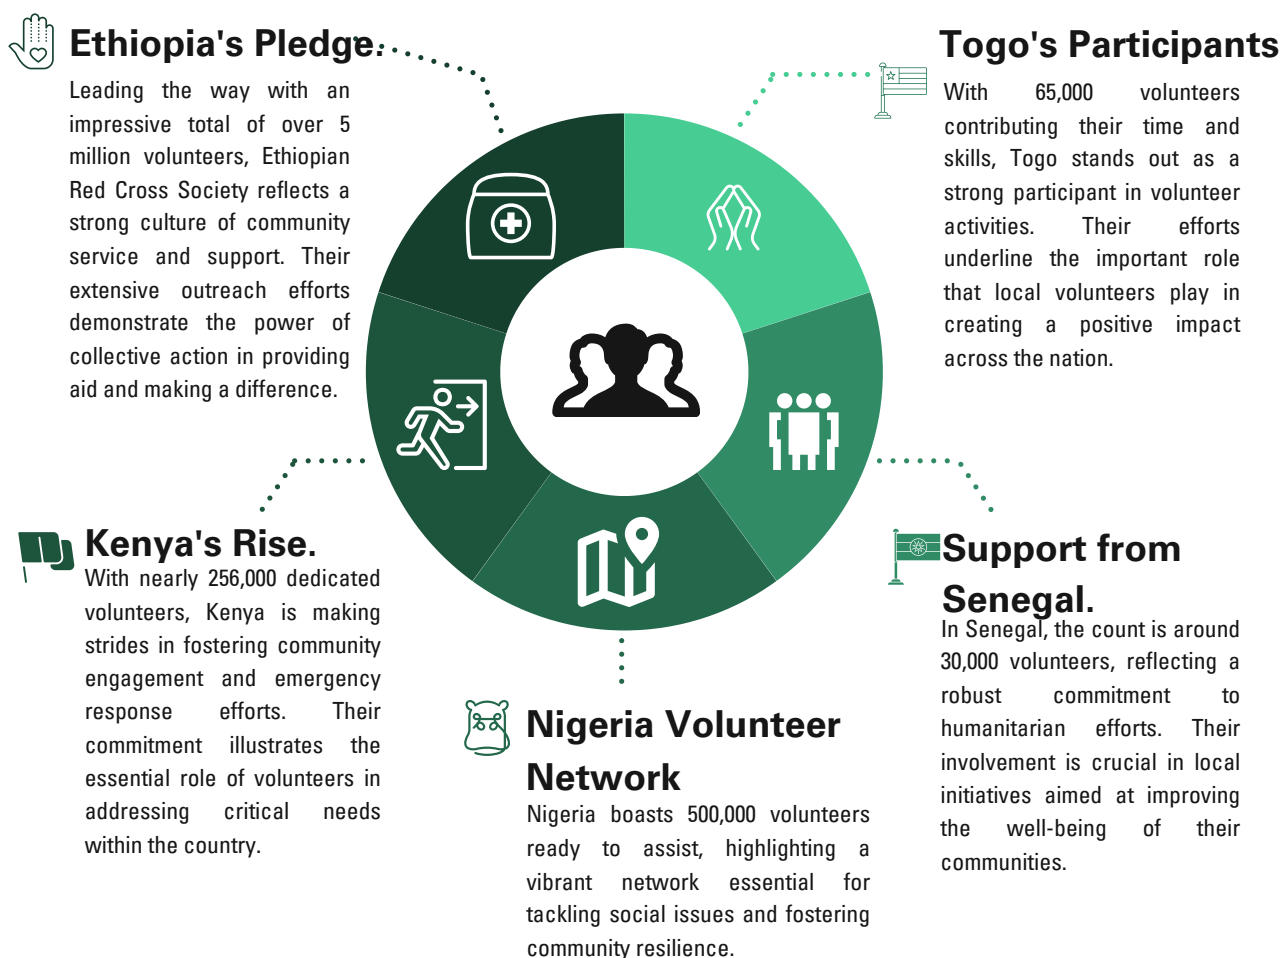 Ethiopia's Pledge.
Leading the way with an
impressive total of over 5
million volunteers, Ethiopian
Red Cross Society reflects a
strong culture of community
service and support. Their
extensive outreach efforts
demonstrate the power of
collective action in providing
aid and making a difference.
Togo's Participants
With 65,000 volunteers
contributing their time and
skills, Togo stands out as a
strong participant in volunteer
activities. Their efforts
underline the important role
that local volunteers play in
creating a positive impact
across the nation.
Kenya's Rise.
With nearly 256,000 dedicated
volunteers, Kenya is making
strides in fostering community
engagement and emergency
response efforts. Their
commitment illustrates the
essential role of volunteers in
addressing critical needs
within the country.
Nigeria Volunteer
Network
Nigeria boasts 500,000 volunteers
ready to assist, highlighting a
vibrant network essential for
tackling social issues and fostering
community resilience.
Support from
Senegal.
In Senegal, the count is around
30,000 volunteers, reflecting a
robust commitment to
humanitarian efforts. Their
involvement is crucial in local
initiatives aimed at improving
the well-being of their
communities.